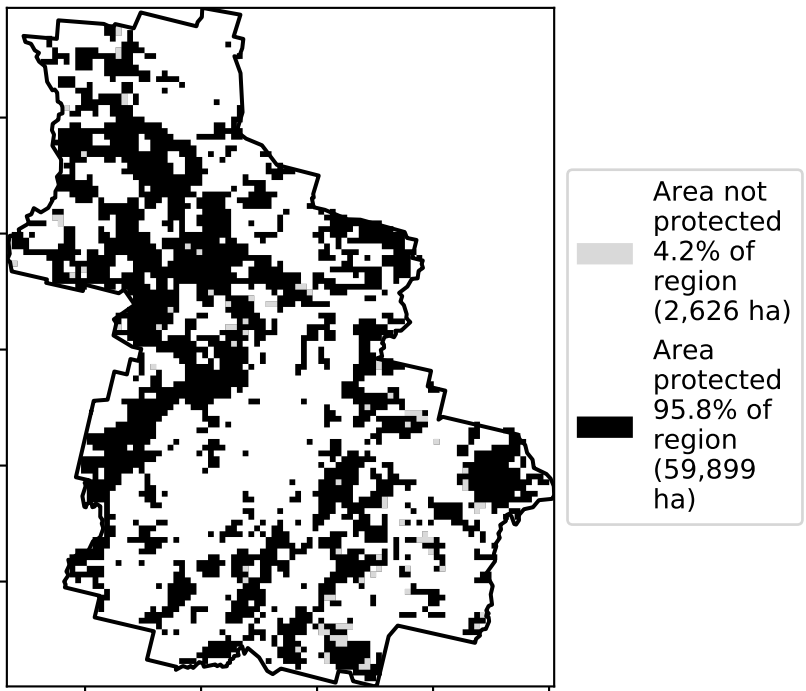 Area not
protected
4.2% of
region
(2,626 ha)
Area
protected
95.8% of
region
(59,899
ha)